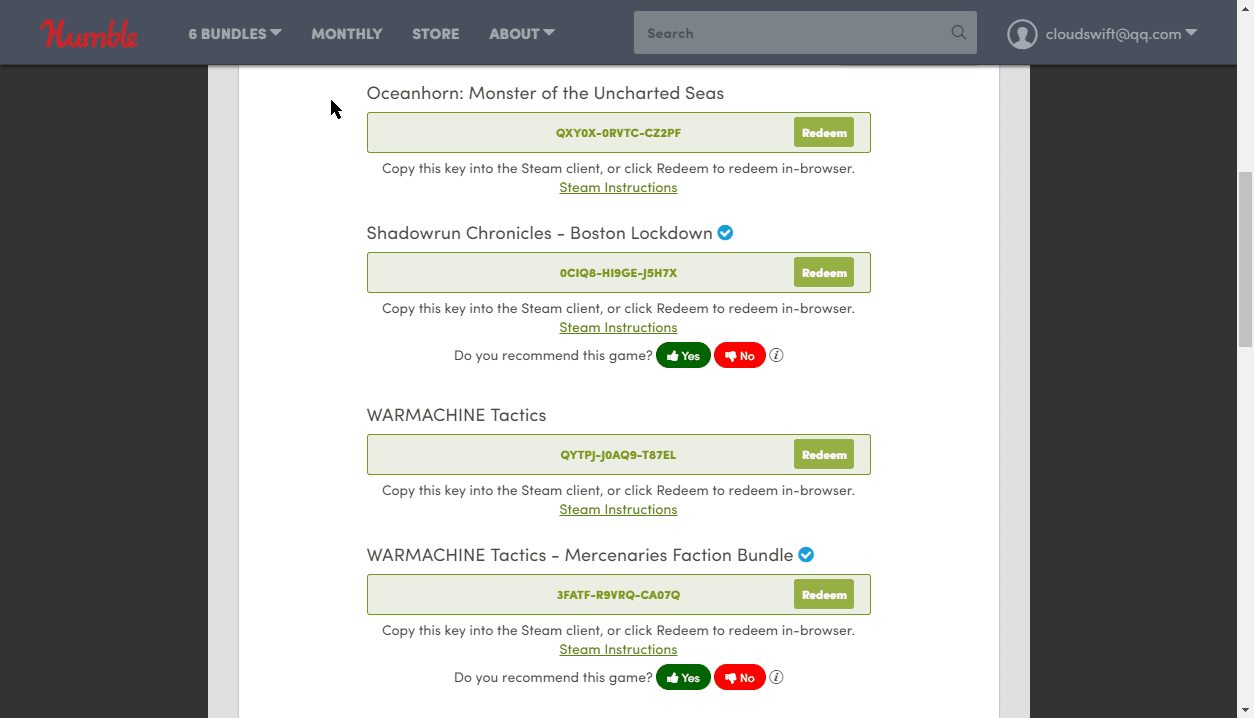 Humble
6 BUNDLES MONTHLY STORE ABOUT Search cloudswift@qq.com
Oceanhorn: Monster of the Uncharted Seas
QXY0X-0RVTC-CZ2PF Redeem
Copy this key into the Steam client, or click Redeem to redeem in-browser.
Steam Instructions
Shadowrun Chronicles - Boston Lockdown
0CIQ8-HI9GE-J5H7X Redeem
Copy this key into the Steam client, or click Redeem to redeem in-browser.
Steam Instructions
Do you recommend this game? Yes No i
WARMACHINE Tactics
QYTPJ-J0AQ9-T87EL Redeem
Copy this key into the Steam client, or click Redeem to redeem in-browser.
Steam Instructions
WARMACHINE Tactics - Mercenaries Faction Bundle
3FATF-R9VRQ-CA07Q Redeem
Copy this key into the Steam client, or click Redeem to redeem in-browser.
Steam Instructions
Do you recommend this game? Yes No i